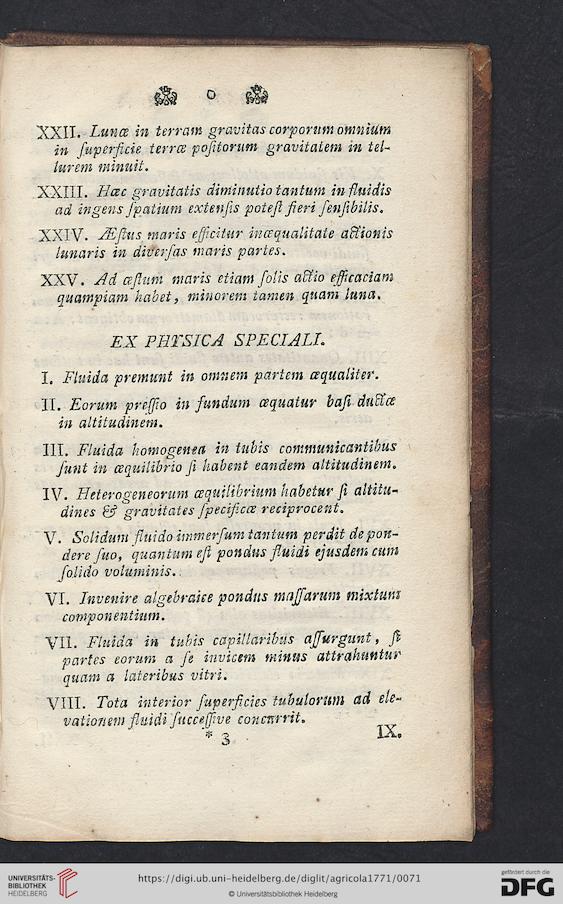 XXII. Lunæ in terram gravitas corporum omnium
in ſuperficie terræ poſitorum gravitatem in tel-
lurem minuit.
XXIII. Hæc gravitatis diminutio tantum in fluidis
ad ingens ſpatium extenſis poteſt fieri ſenſibilis.
XXIV. Æſtus maris efficitur inæqualitate actionis
lunaris in diverſas maris partes.
XXV. Ad æſtum maris etiam ſolis actio efficaciam
quampiam habet, minorem tamen quam luna.
EX PHYSICA SPECIALI.
I. Fluida premunt in omnem partem æqualiter.
II. Eorum preſſio in fundum æquatur baſi ductæ
in altitudinem.
III. Fluida homogenea in tubis communicantibus
ſunt in æquilibrio ſi habent eandem altitudinem.
IV. Heterogeneorum æquilibrium habetur ſi altitu-
dines & gravitates ſpecificæ reciprocent.
V. Solidum fluido immerſum tantum perdit de pon-
dere ſuo, quantum eſt pondus fluidi ejusdem cum
ſolido voluminis.
VI. Invenire algebraice pondus maſſarum mixtum
componentium.
VII. Fluida in tubis capillaribus aſſurgunt, ſi
partes eorum a ſe invicem minus attrahuntur
quam a lateribus vitri.
VIII. Tota interior ſuperficies tubulorum ad ele-
vationem fluidi ſucceſſive concurrit.
* 3 IX.
UNIVERSITÄTS-
BIBLIOTHEK
HEIDELBERG
https://digi.ub.uni-heidelberg.de/diglit/agricola1771/0071
© Universitätsbibliothek Heidelberg
gefördert durch die
DFG